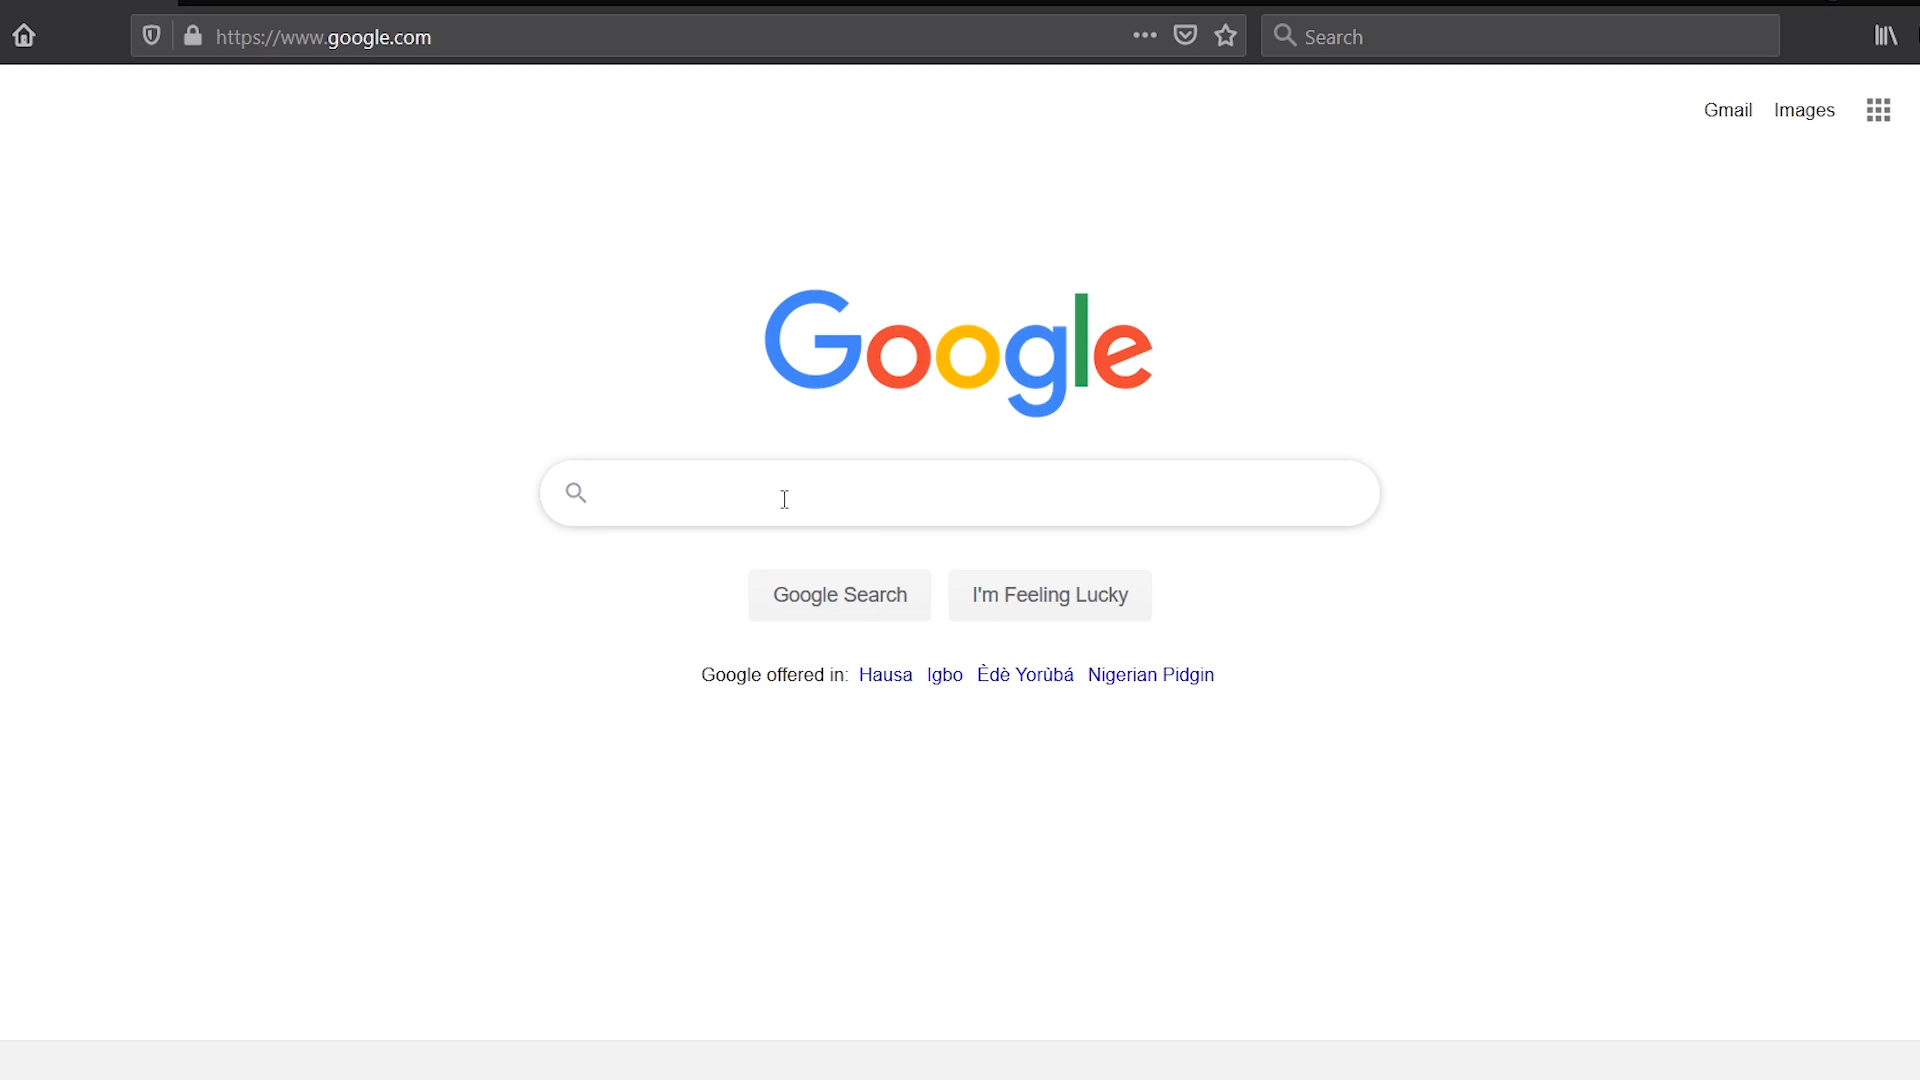 https://www.google.com
Search
Gmail Images
Google
Google Search I'm Feeling Lucky
Google offered in: Hausa Igbo Èdè Yorùbá Nigerian Pidgin